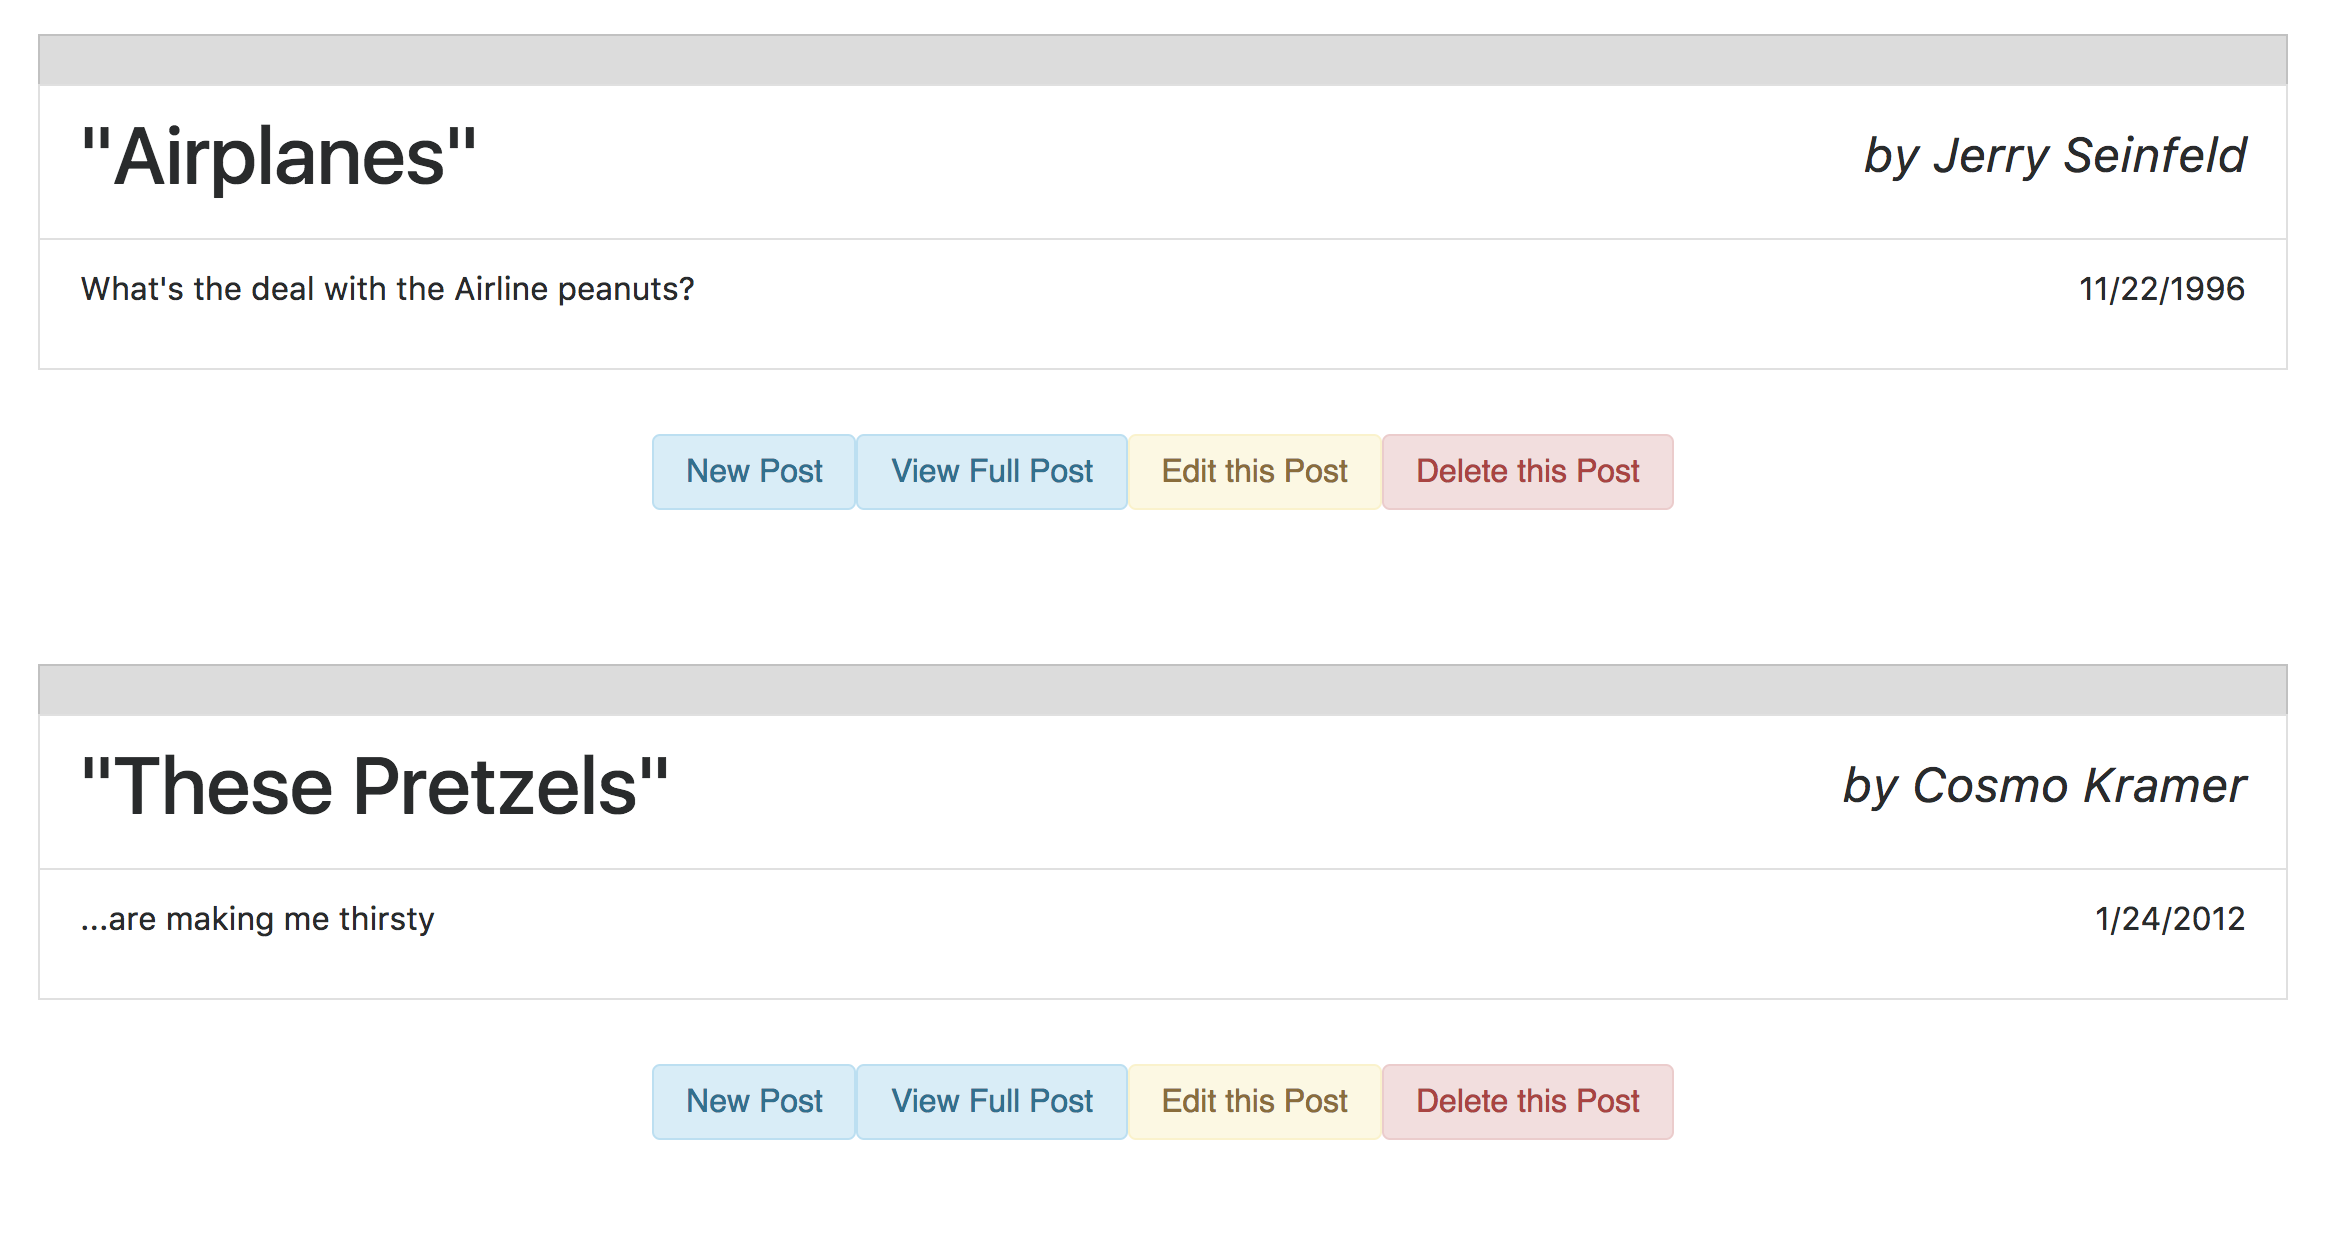 "Airplanes" by Jerry Seinfeld
What's the deal with the Airline peanuts? 11/22/1996
New Post View Full Post Edit this Post Delete this Post
"These Pretzels" by Cosmo Kramer
...are making me thirsty 1/24/2012
New Post View Full Post Edit this Post Delete this Post